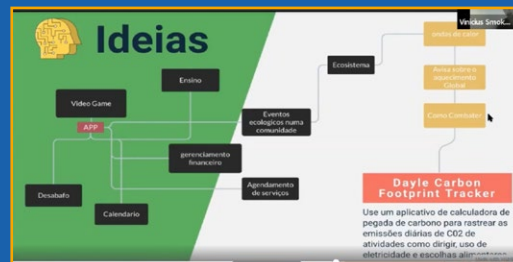 Ideias
Vinicius Smok...
ondas de calor
Ecosistema
Ensino
Aviso sobre o
aquecimento
Global
Video Game
APP
Eventos
ecologicos numa
comunidade
Como Combater
gerenciamento
financeiro
Agendamento
de serviços
Desabafo
Calendario
Dayle Carbon
Footprint Tracker
Use um aplicativo de calculadora de
pegada de carbono para rastrear as
emissões diárias de C02 de
atividades como dirigir, uso de
eletricidade e escolhas alimentares